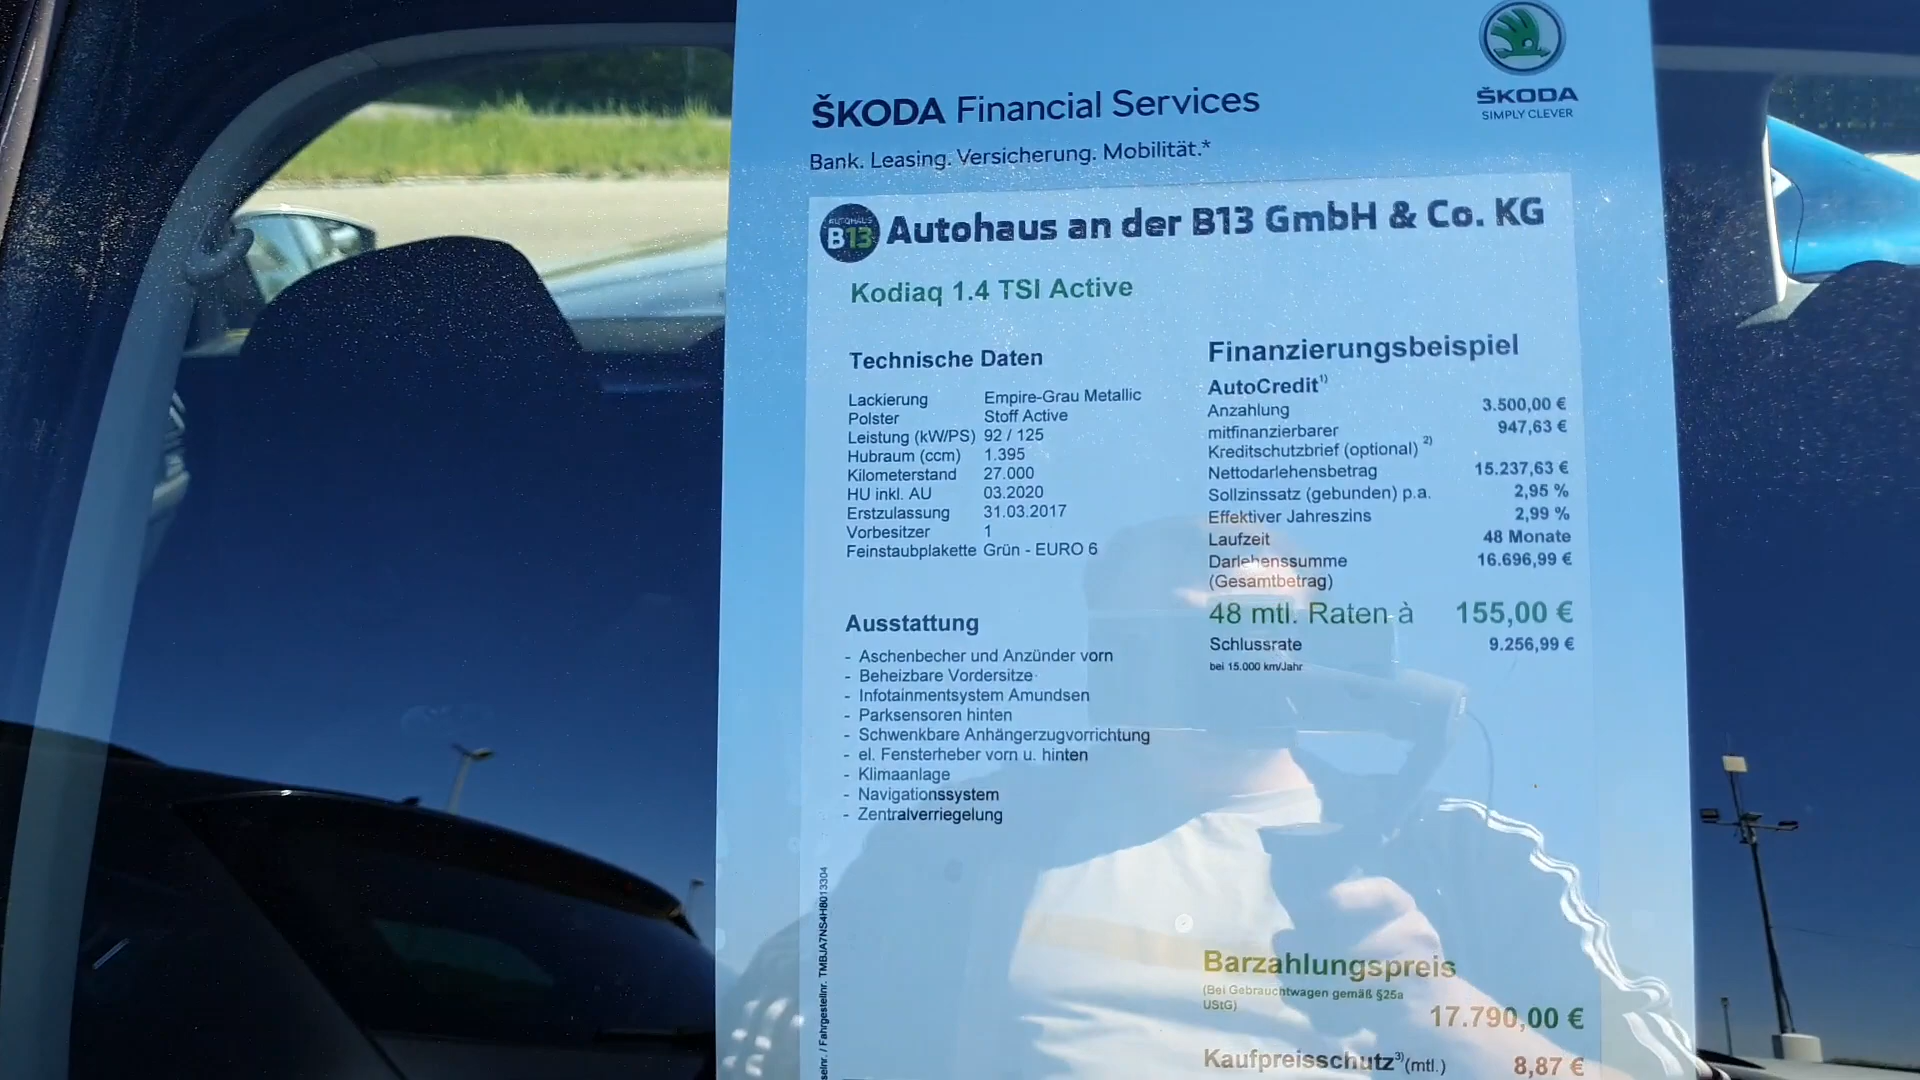 ŠKODA Financial Services
Bank. Leasing. Versicherung. Mobilität.*
ŠKODA
SIMPLY CLEVER
AUTOHAUS
B13
Autohaus an der B13 GmbH & Co. KG
Kodiaq 1.4 TSI Active
Technische Daten
Lackierung Empire-Grau Metallic
Polster Stoff Active
Leistung (kW/PS) 92 / 125
Hubraum (ccm) 1.395
Kilometerstand 27.000
HU inkl. AU 03.2020
Erstzulassung 31.03.2017
Vorbesitzer 1
Feinstaubplakette Grün - EURO 6
Ausstattung
- Aschenbecher und Anzünder vorn
- Beheizbare Vordersitze
- Infotainmentsystem Amundsen
- Parksensoren hinten
- Schwenkbare Anhängerzugvorrichtung
- el. Fensterheber vorn u. hinten
- Klimaanlage
- Navigationssystem
- Zentralverriegelung
Finanzierungsbeispiel
AutoCredit¹⁾
Anzahlung 3.500,00 €
mitfinanzierbarer 947,63 €
Kreditschutzbrief (optional) ²⁾
Nettodarlehensbetrag 15.237,63 €
Sollzinssatz (gebunden) p.a. 2,95 %
Effektiver Jahreszins 2,99 %
Laufzeit 48 Monate
Darlehenssumme 16.696,99 €
(Gesamtbetrag)
48 mtl. Raten à 155,00 €
Schlussrate 9.256,99 €
bei 15.000 km/Jahr
Barzahlungspreis
(Bei Gebrauchtwagen gemäß §25a
UStG)
17.790,00 €
Kaufpreisschutz³⁾ (mtl.) 8,87 €
/ Fahrgestellnr. TMBJA7NS4H8013304